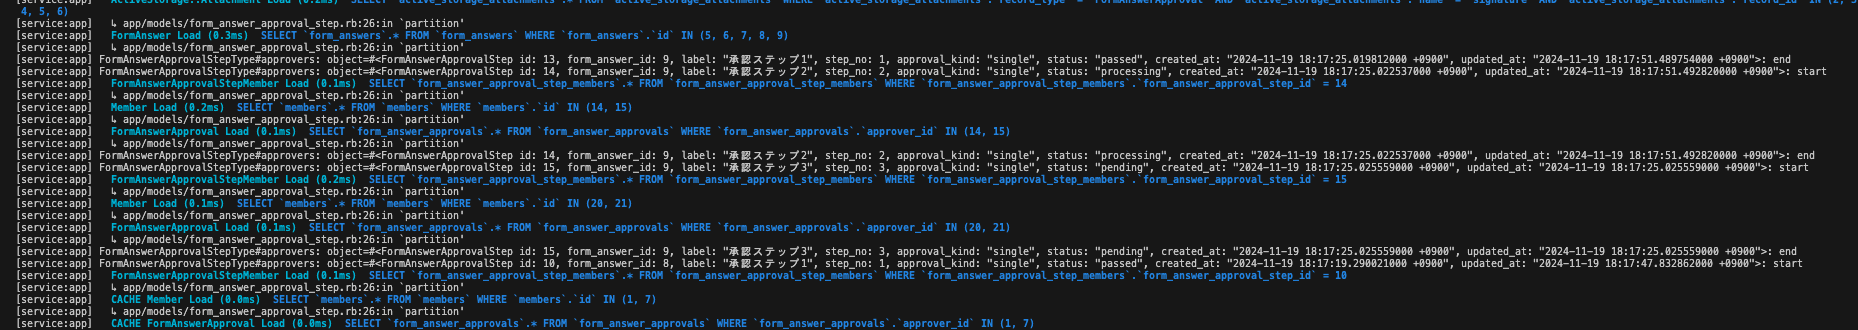 [service:app]   ActiveStorage::Attachment Load (0.2ms)  SELECT `active_storage_attachments`.* FROM `active_storage_attachments` WHERE `active_storage_attachments`.`record_type` = 'FormAnswerApproval' AND `active_storage_attachments`.`name` = 'signature' AND `active_storage_attachments`.`record_id` IN (2, 3
4, 5, 6)
[service:app]   ↳ app/models/form_answer_approval_step.rb:26:in `partition'
[service:app]   FormAnswer Load (0.3ms)  SELECT `form_answers`.* FROM `form_answers` WHERE `form_answers`.`id` IN (5, 6, 7, 8, 9)
[service:app]   ↳ app/models/form_answer_approval_step.rb:26:in `partition'
[service:app] FormAnswerApprovalStepType#approvers: object=#<FormAnswerApprovalStep id: 13, form_answer_id: 9, label: "承認ステップ1", step_no: 1, approval_kind: "single", status: "passed", created_at: "2024-11-19 18:17:25.019812000 +0900", updated_at: "2024-11-19 18:17:51.489754000 +0900">: end
[service:app] FormAnswerApprovalStepType#approvers: object=#<FormAnswerApprovalStep id: 14, form_answer_id: 9, label: "承認ステップ2", step_no: 2, approval_kind: "single", status: "processing", created_at: "2024-11-19 18:17:25.022537000 +0900", updated_at: "2024-11-19 18:17:51.492820000 +0900">: start
[service:app]   FormAnswerApprovalStepMember Load (0.1ms)  SELECT `form_answer_approval_step_members`.* FROM `form_answer_approval_step_members` WHERE `form_answer_approval_step_members`.`form_answer_approval_step_id` = 14
[service:app]   ↳ app/models/form_answer_approval_step.rb:26:in `partition'
[service:app]   Member Load (0.2ms)  SELECT `members`.* FROM `members` WHERE `members`.`id` IN (14, 15)
[service:app]   ↳ app/models/form_answer_approval_step.rb:26:in `partition'
[service:app]   FormAnswerApproval Load (0.1ms)  SELECT `form_answer_approvals`.* FROM `form_answer_approvals` WHERE `form_answer_approvals`.`approver_id` IN (14, 15)
[service:app]   ↳ app/models/form_answer_approval_step.rb:26:in `partition'
[service:app] FormAnswerApprovalStepType#approvers: object=#<FormAnswerApprovalStep id: 14, form_answer_id: 9, label: "承認ステップ2", step_no: 2, approval_kind: "single", status: "processing", created_at: "2024-11-19 18:17:25.022537000 +0900", updated_at: "2024-11-19 18:17:51.492820000 +0900">: end
[service:app] FormAnswerApprovalStepType#approvers: object=#<FormAnswerApprovalStep id: 15, form_answer_id: 9, label: "承認ステップ3", step_no: 3, approval_kind: "single", status: "pending", created_at: "2024-11-19 18:17:25.025559000 +0900", updated_at: "2024-11-19 18:17:25.025559000 +0900">: start
[service:app]   FormAnswerApprovalStepMember Load (0.2ms)  SELECT `form_answer_approval_step_members`.* FROM `form_answer_approval_step_members` WHERE `form_answer_approval_step_members`.`form_answer_approval_step_id` = 15
[service:app]   ↳ app/models/form_answer_approval_step.rb:26:in `partition'
[service:app]   Member Load (0.1ms)  SELECT `members`.* FROM `members` WHERE `members`.`id` IN (20, 21)
[service:app]   ↳ app/models/form_answer_approval_step.rb:26:in `partition'
[service:app]   FormAnswerApproval Load (0.1ms)  SELECT `form_answer_approvals`.* FROM `form_answer_approvals` WHERE `form_answer_approvals`.`approver_id` IN (20, 21)
[service:app]   ↳ app/models/form_answer_approval_step.rb:26:in `partition'
[service:app] FormAnswerApprovalStepType#approvers: object=#<FormAnswerApprovalStep id: 15, form_answer_id: 9, label: "承認ステップ3", step_no: 3, approval_kind: "single", status: "pending", created_at: "2024-11-19 18:17:25.025559000 +0900", updated_at: "2024-11-19 18:17:25.025559000 +0900">: end
[service:app] FormAnswerApprovalStepType#approvers: object=#<FormAnswerApprovalStep id: 10, form_answer_id: 8, label: "承認ステップ1", step_no: 1, approval_kind: "single", status: "passed", created_at: "2024-11-19 18:17:19.290021000 +0900", updated_at: "2024-11-19 18:17:47.832862000 +0900">: start
[service:app]   FormAnswerApprovalStepMember Load (0.1ms)  SELECT `form_answer_approval_step_members`.* FROM `form_answer_approval_step_members` WHERE `form_answer_approval_step_members`.`form_answer_approval_step_id` = 10
[service:app]   ↳ app/models/form_answer_approval_step.rb:26:in `partition'
[service:app]   CACHE Member Load (0.0ms)  SELECT `members`.* FROM `members` WHERE `members`.`id` IN (1, 7)
[service:app]   ↳ app/models/form_answer_approval_step.rb:26:in `partition'
[service:app]   CACHE FormAnswerApproval Load (0.0ms)  SELECT `form_answer_approvals`.* FROM `form_answer_approvals` WHERE `form_answer_approvals`.`approver_id` IN (1, 7)